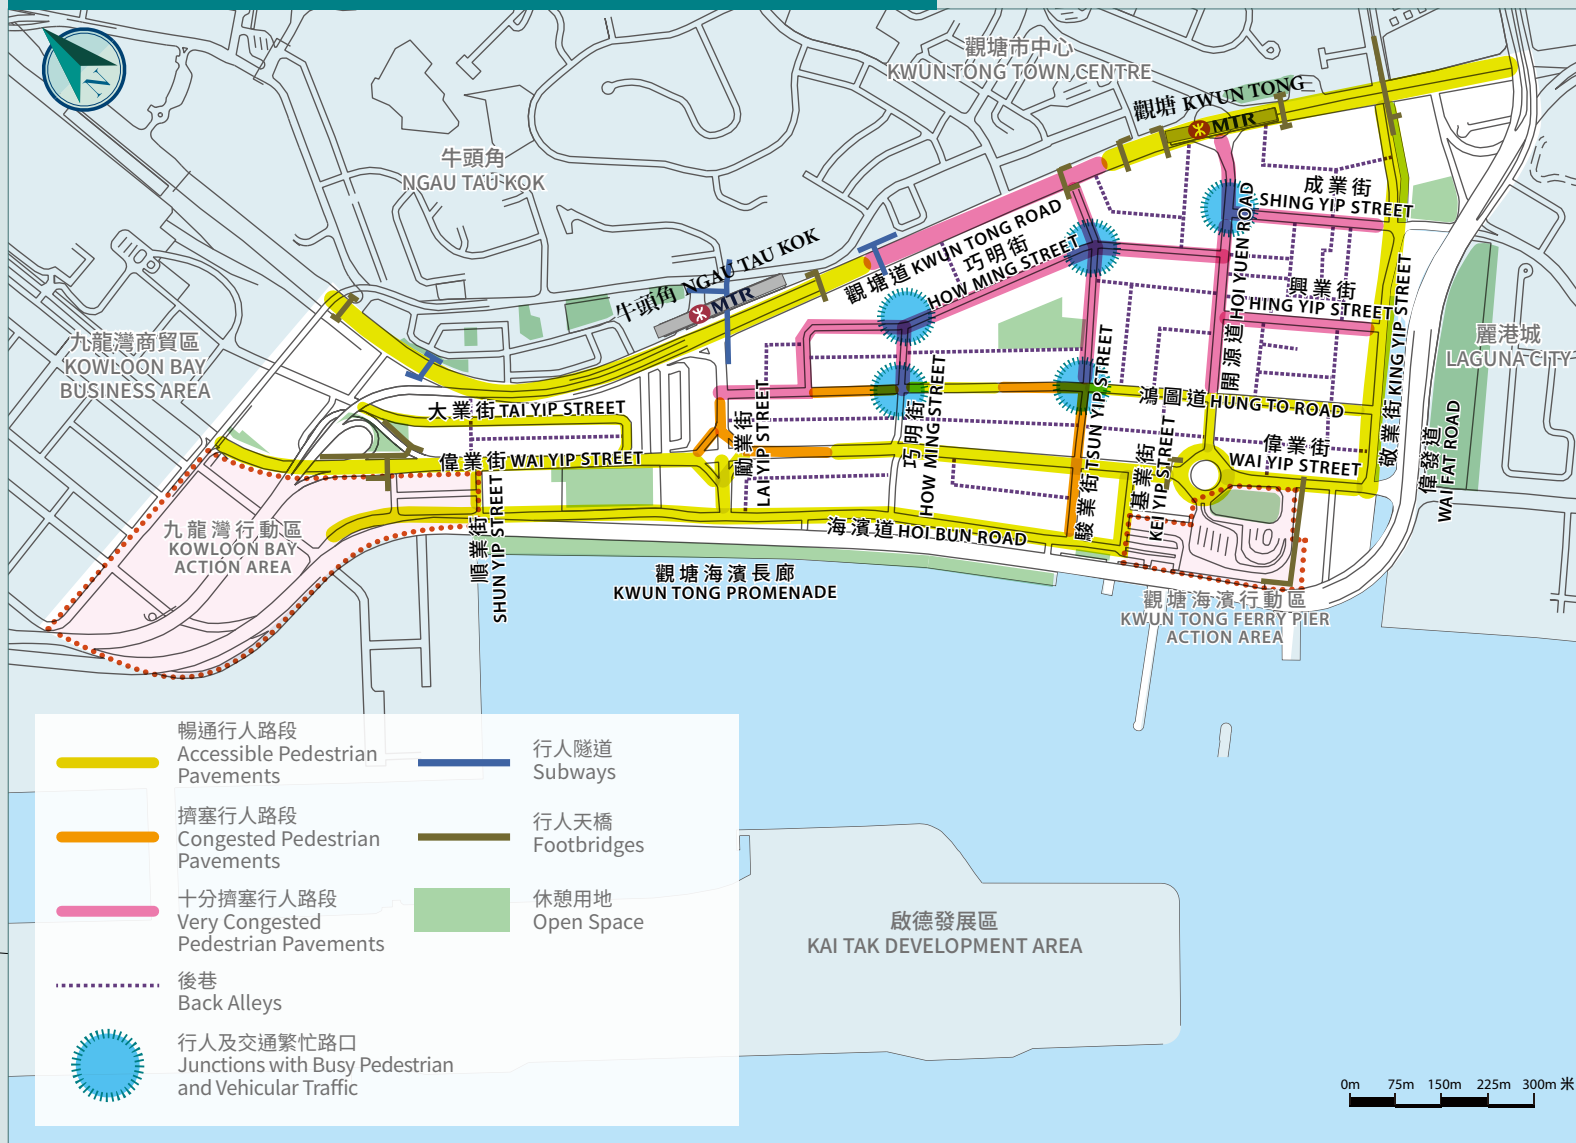 觀塘市中心
KWUN TONG TOWN CENTRE
觀塘 KWUN TONG
MTR
牛頭角
NGAU TAU KOK
成業街
SHING YIP STREET
觀塘道 KWUN TONG ROAD
巧明街
HOW MING STREET
牛頭角 NGAU TAU KOK
MTR
開源道 HOI YUEN ROAD
興業街
HING YIP STREET
九龍灣商貿區
KOWLOON BAY
BUSINESS AREA
麗港城
LAGUNA CITY
敬業街 KING YIP STREET
偉發道
WAI FAT ROAD
大業街 TAI YIP STREET
鴻圖道 HUNG TO ROAD
偉業街 WAI YIP STREET
勵業街
LAI YIP STREET
巧明街
HOW MING STREET
駿業街 TSUN YIP STREET
基業街
KEI YIP STREET
偉業街
WAI YIP STREET
九龍灣行動區
KOWLOON BAY
ACTION AREA
順業街
SHUN YIP STREET
海濱道 HOI BUN ROAD
觀塘海濱長廊
KWUN TONG PROMENADE
觀塘海濱行動區
KWUN TONG FERRY PIER
ACTION AREA
N
暢通行人路段
Accessible Pedestrian
Pavements
擠塞行人路段
Congested Pedestrian
Pavements
十分擠塞行人路段
Very Congested
Pedestrian Pavements
後巷
Back Alleys
行人及交通繁忙路口
Junctions with Busy Pedestrian
and Vehicular Traffic
行人隧道
Subways
行人天橋
Footbridges
休憩用地
Open Space
啟德發展區
KAI TAK DEVELOPMENT AREA
0m 75m 150m 225m 300m 米